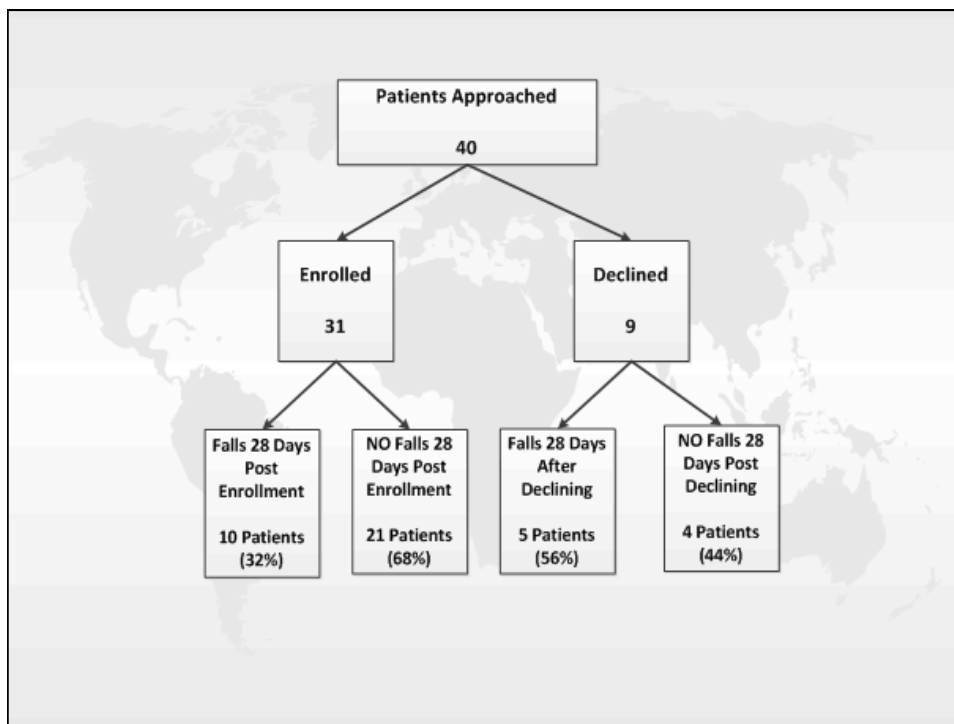 Patients Approached
40
Enrolled
31
Declined
9
Falls 28 Days
Post
Enrollment
10 Patients
(32%)
NO Falls 28
Days Post
Enrollment
21 Patients
(68%)
Falls 28 Days
After
Declining
5 Patients
(56%)
NO Falls 28
Days Post
Declining
4 Patients
(44%)